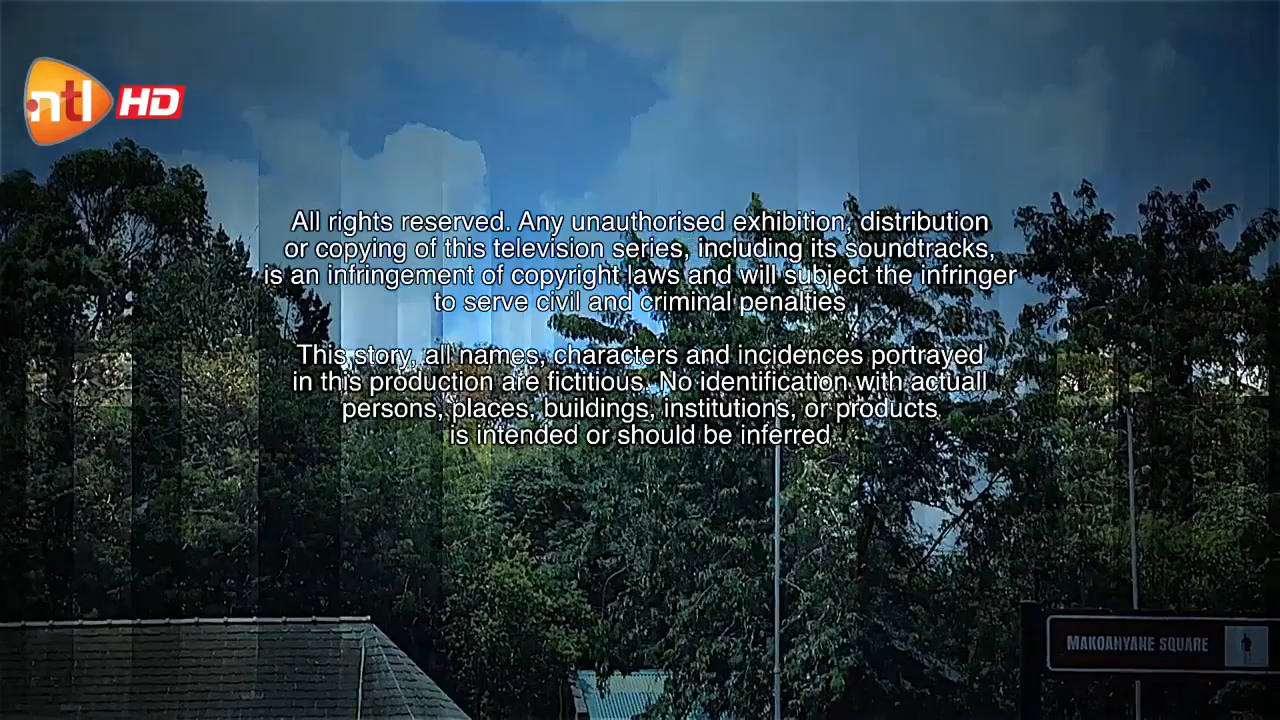 ntl HD
All rights reserved. Any unauthorised exhibition, distribution
or copying of this television series, including its soundtracks,
is an infringement of copyright laws and will subject the infringer
to serve civil and criminal penalties
This story, all names, characters and incidences portrayed
in this production are fictitious. No identification with actuall
persons, places, buildings, institutions, or products
is intended or should be inferred
MAKOANYANE SQUARE